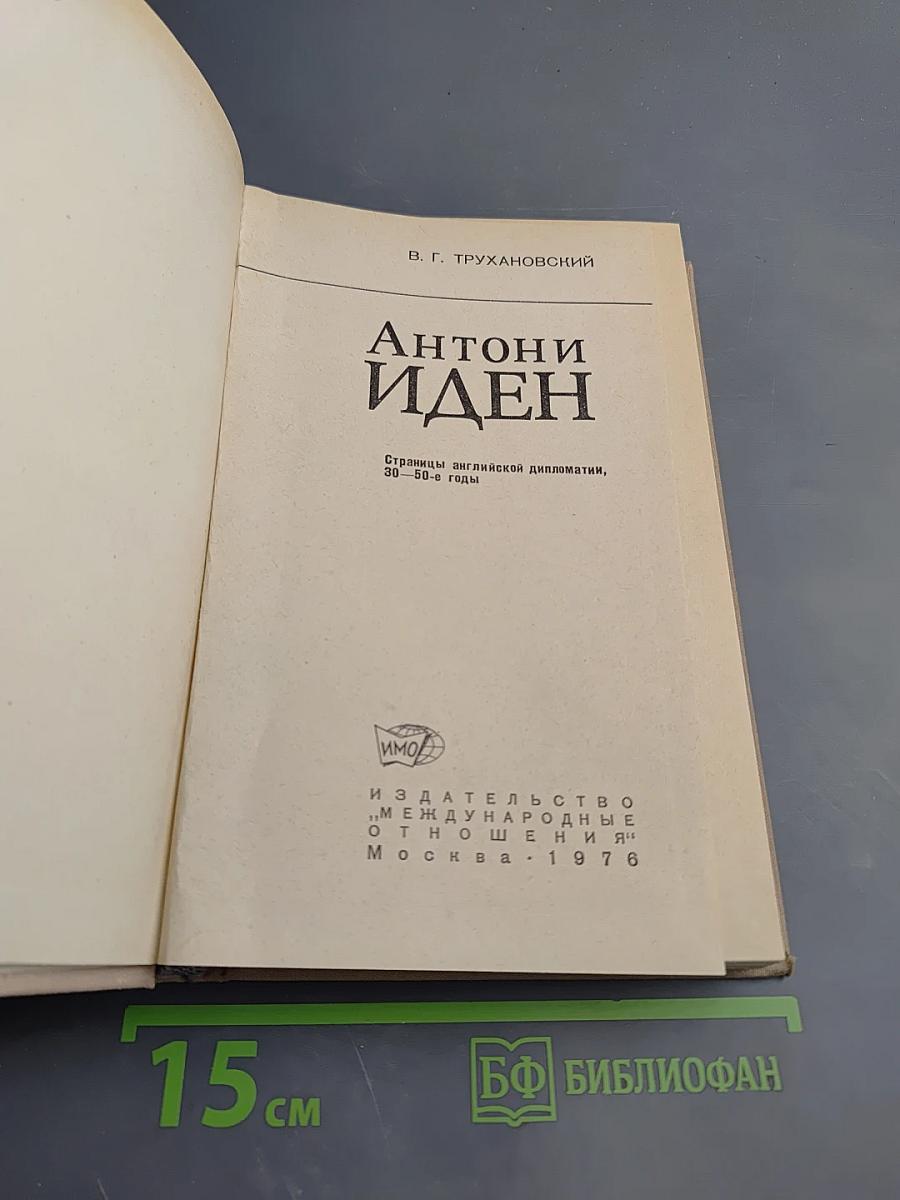 В. Г. ТРУХАНОВСКИЙ
АНТОНИ
ИДЕН
Страницы английской дипломатии,
30—50-е годы
ИМО
ИЗДАТЕЛЬСТВО
„МЕЖДУНАРОДНЫЕ
ОТНОШЕНИЯ“
Москва · 1976
15 см
БФ БИБЛИОФАН